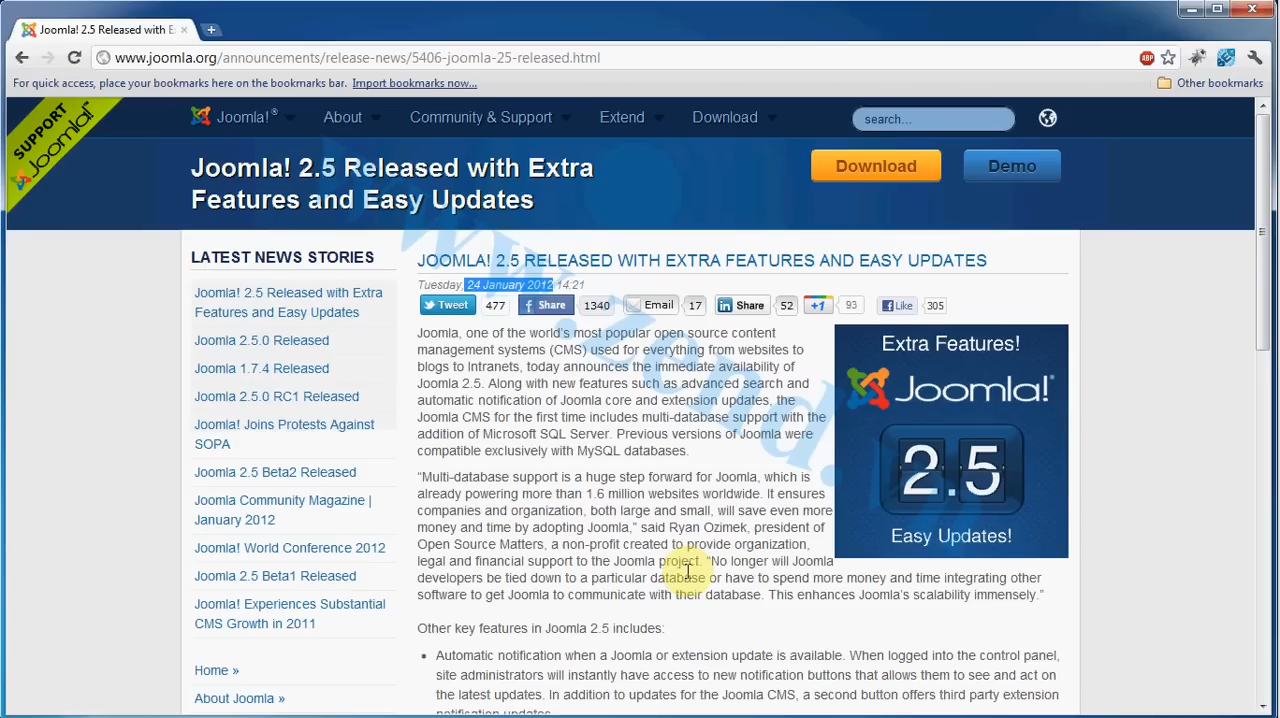 Joomla! 2.5 Released with E
www.joomla.org/announcements/release-news/5406-joomla-25-released.html
ABP
For quick access, place your bookmarks here on the bookmarks bar. Import bookmarks now...
Other bookmarks
SUPPORT
Joomla!
Joomla!® About Community & Support Extend Download search...
Joomla! 2.5 Released with Extra
Features and Easy Updates
Download Demo
LATEST NEWS STORIES
Joomla! 2.5 Released with Extra
Features and Easy Updates
Joomla 2.5.0 Released
Joomla 1.7.4 Released
Joomla 2.5.0 RC1 Released
Joomla! Joins Protests Against
SOPA
Joomla 2.5 Beta2 Released
Joomla Community Magazine |
January 2012
Joomla! World Conference 2012
Joomla 2.5 Beta1 Released
Joomla! Experiences Substantial
CMS Growth in 2011
Home »
About Joomla »
JOOMLA! 2.5 RELEASED WITH EXTRA FEATURES AND EASY UPDATES
Tuesday, 24 January 2012 14:21
Tweet 477 Share 1340 Email 17 Share 52 +1 93 Like 305
Joomla, one of the world's most popular open source content
management systems (CMS) used for everything from websites to
blogs to Intranets, today announces the immediate availability of
Joomla 2.5. Along with new features such as advanced search and
automatic notification of Joomla core and extension updates, the
Joomla CMS for the first time includes multi-database support with the
addition of Microsoft SQL Server. Previous versions of Joomla were
compatible exclusively with MySQL databases.
“Multi-database support is a huge step forward for Joomla, which is
already powering more than 1.6 million websites worldwide. It ensures
companies and organization, both large and small, will save even more
money and time by adopting Joomla,” said Ryan Ozimek, president of
Open Source Matters, a non-profit created to provide organization,
legal and financial support to the Joomla project. “No longer will Joomla
developers be tied down to a particular database or have to spend more money and time integrating other
software to get Joomla to communicate with their database. This enhances Joomla's scalability immensely.”
Other key features in Joomla 2.5 includes:
Automatic notification when a Joomla or extension update is available. When logged into the control panel,
site administrators will instantly have access to new notification buttons that allows them to see and act on
the latest updates. In addition to updates for the Joomla CMS, a second button offers third party extension
notification updates.
Extra Features!
Joomla!
2.5
Easy Updates!
www.zend.